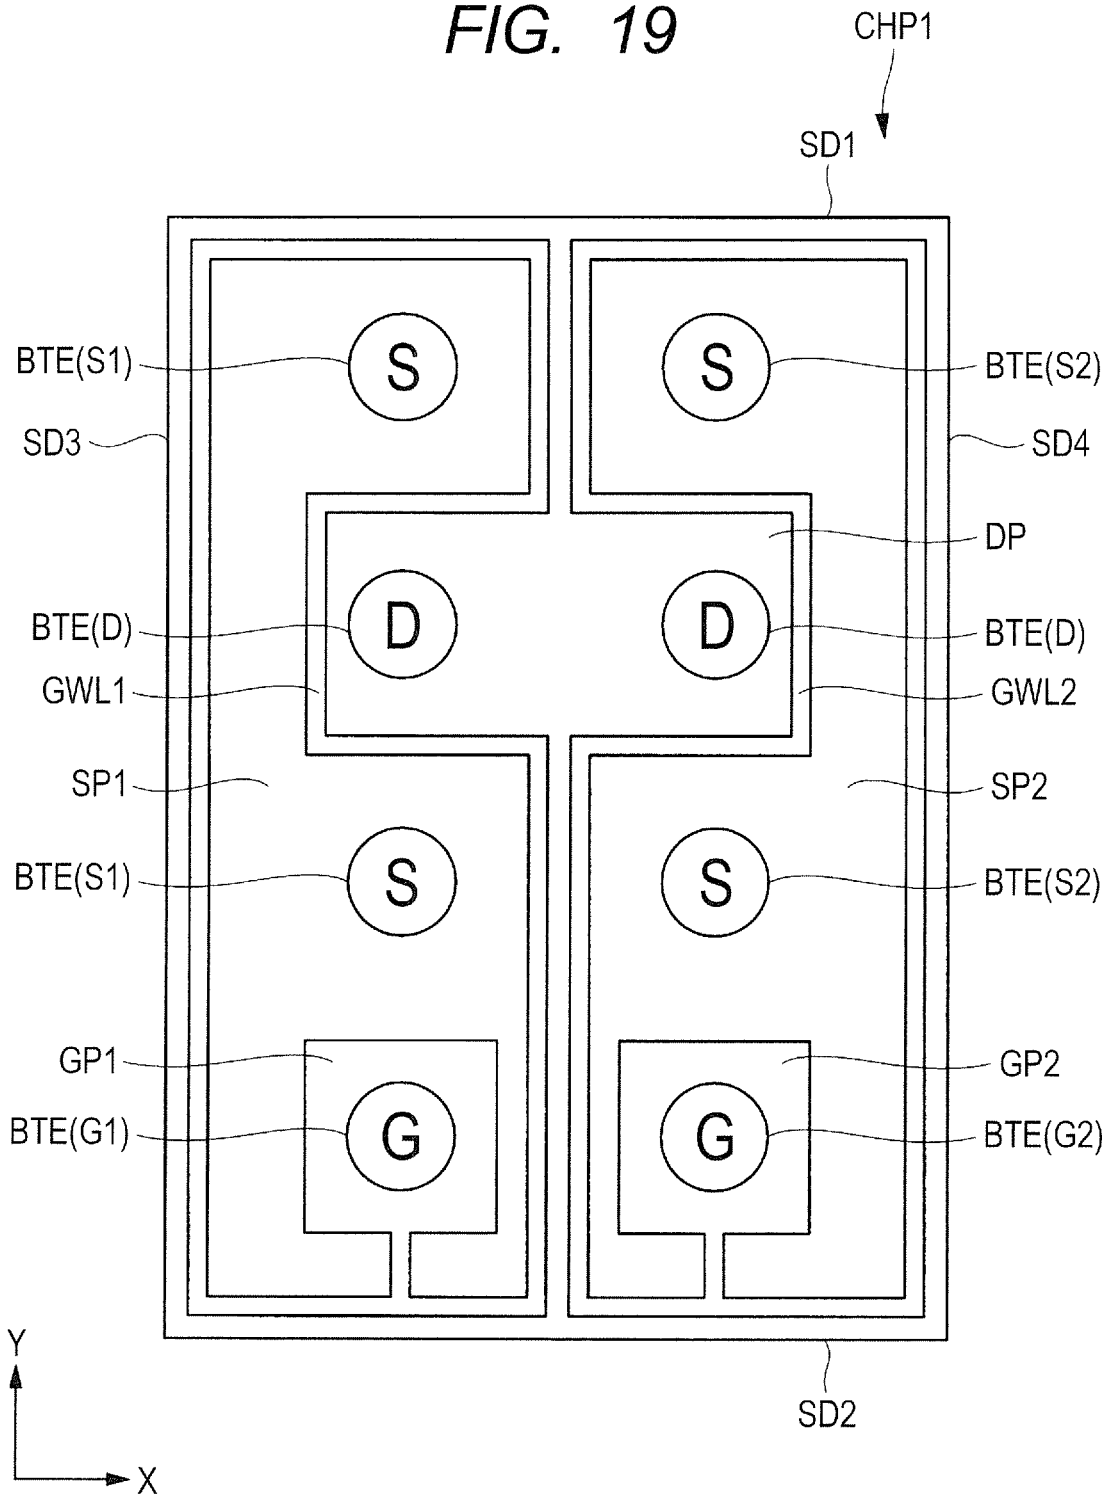 FIG. 19
CHP1
SD1
S S
BTE(S1) BTE(S2)
SD3 SD4
DP
D D
BTE(D) BTE(D)
GWL1 GWL2
SP1 SP2
S S
BTE(S1) BTE(S2)
GP1 GP2
G G
BTE(G1) BTE(G2)
Y
SD2
X